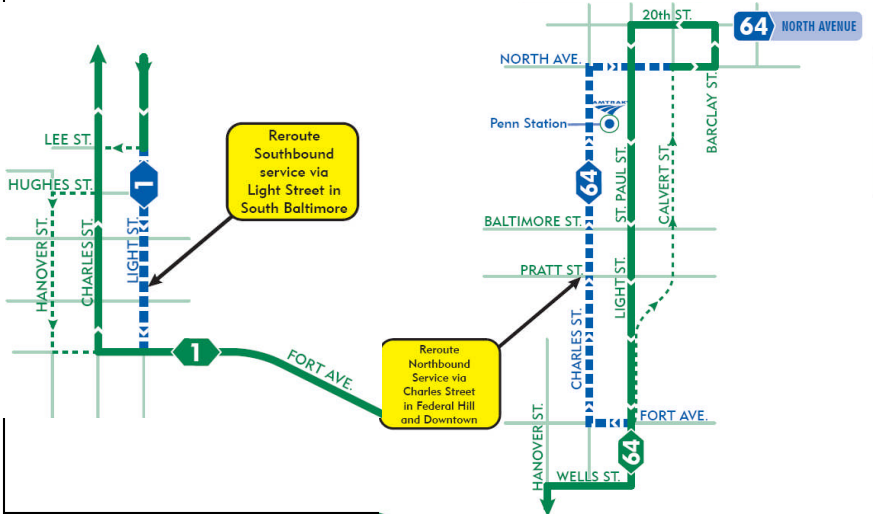 LEE ST.
HUGHES ST.
HANOVER ST.
CHARLES ST.
LIGHT ST.
1
Reroute
Southbound
service via
Light Street in
South Baltimore
1
FORT AVE.
20th ST.
64 NORTH AVENUE
NORTH AVE.
AMTRAK
Penn Station
BARCLAY ST.
64
ST. PAUL ST.
CALVERT ST.
BALTIMORE ST.
PRATT ST.
LIGHT ST.
CHARLES ST.
Reroute
Northbound
Service via
Charles Street
in Federal Hill
and Downtown
FORT AVE.
HANOVER ST.
64
WELLS ST.